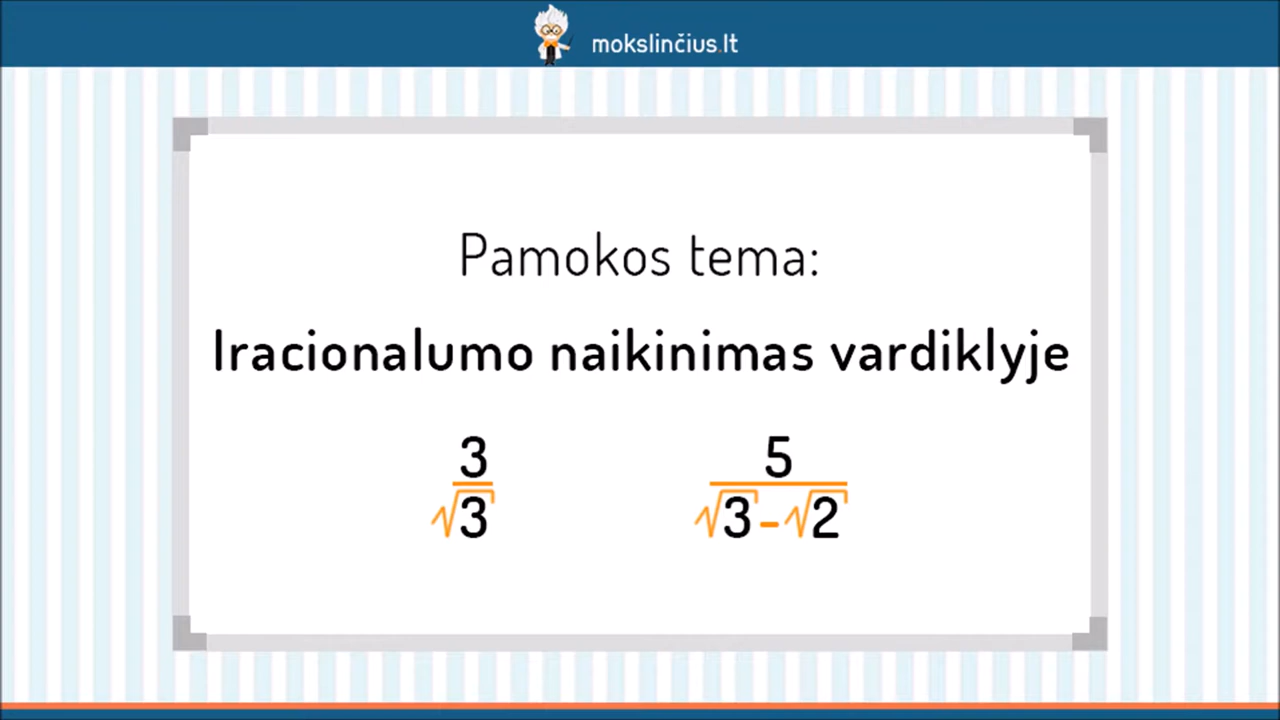 mokslinčius.lt
Pamokos tema:
Iracionalumo naikinimas vardiklyje
3/√3 5/(√3-√2)